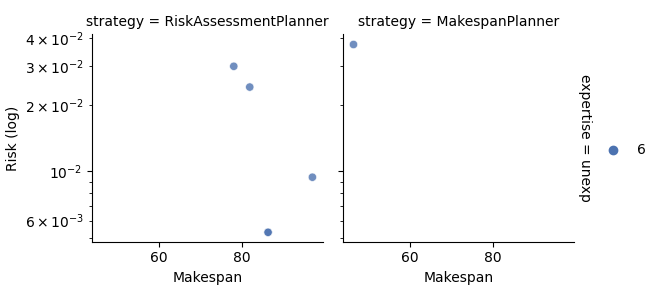 strategy = RiskAssessmentPlanner
strategy = MakespanPlanner
4 × 10⁻²
3 × 10⁻²
2 × 10⁻²
10⁻²
6 × 10⁻³
Risk (log)
60 80
60 80
Makespan
Makespan
expertise = unexp
6